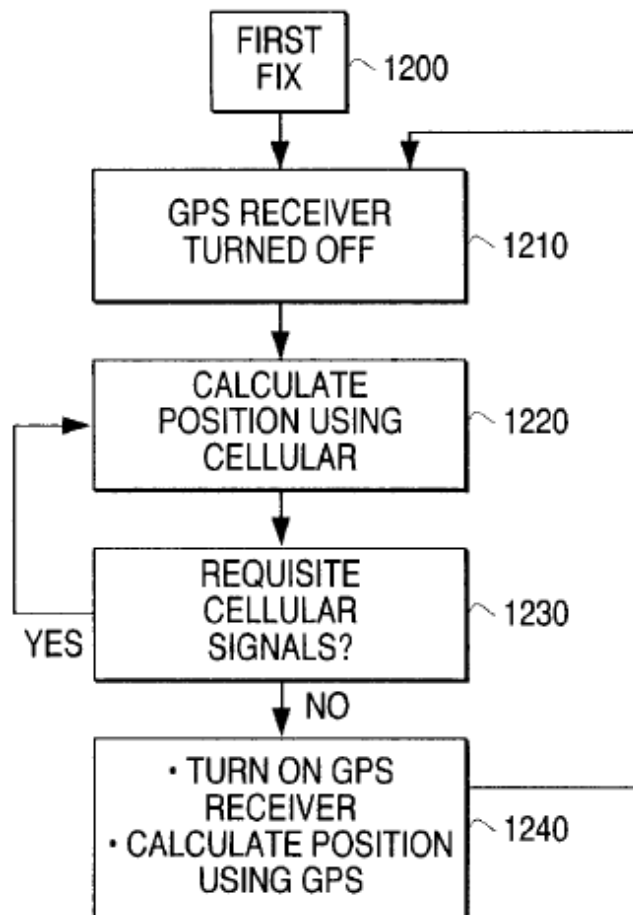 FIRST
FIX
1200
GPS RECEIVER
TURNED OFF
1210
CALCULATE
POSITION USING
CELLULAR
1220
REQUISITE
CELLULAR
SIGNALS?
1230
YES
NO
• TURN ON GPS
RECEIVER
• CALCULATE POSITION
USING GPS
1240